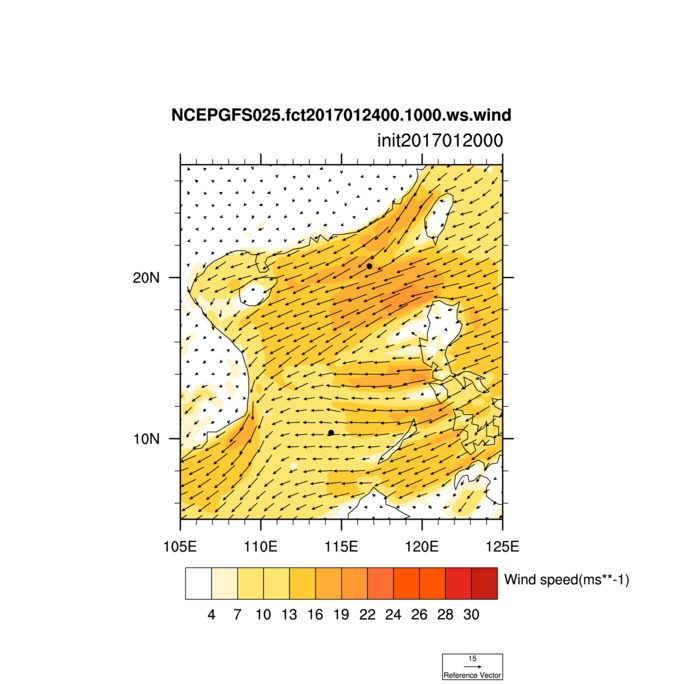 NCEPGFS025.fct2017012400.1000.ws.wind
init2017012000
20N
10N
105E 110E 115E 120E 125E
Wind speed(ms**-1)
4 7 10 13 16 19 22 24 26 28 30
15
Reference Vector